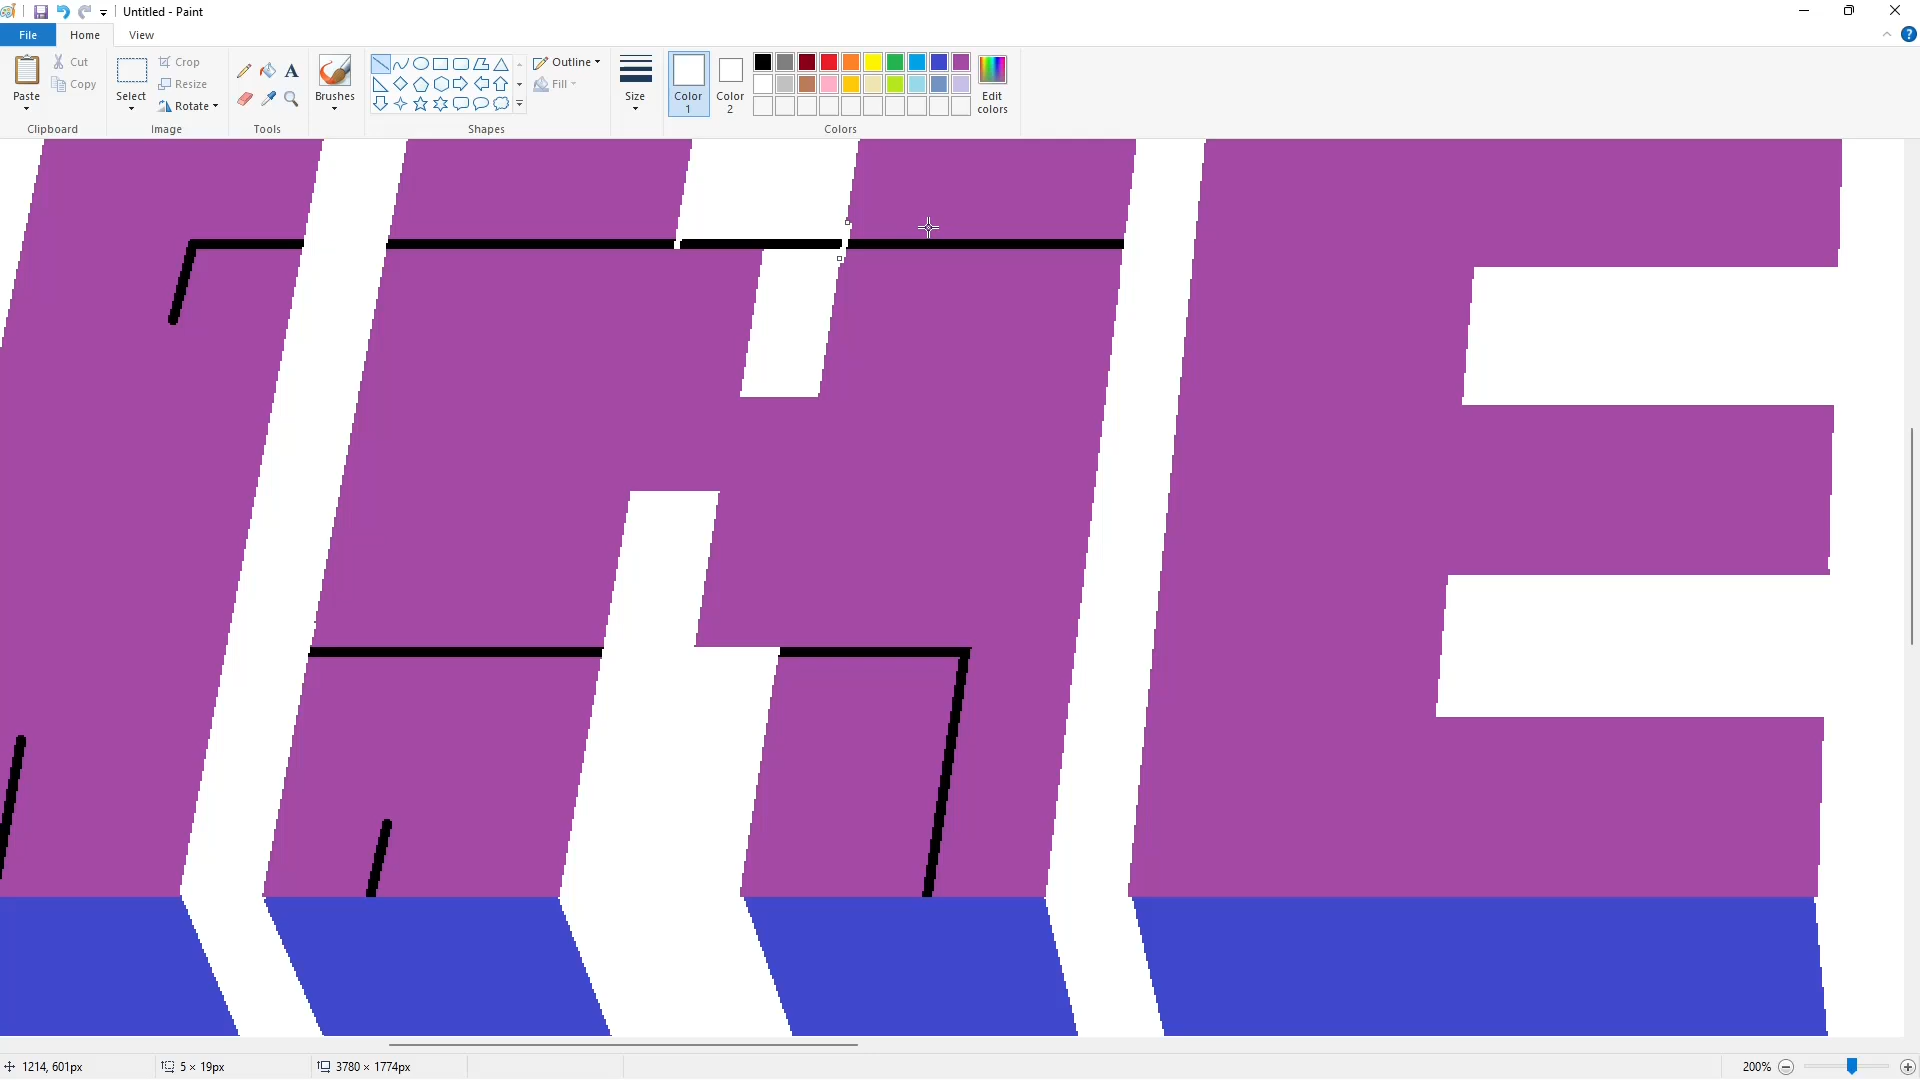 Untitled - Paint
File Home View
Paste
Cut
Copy
Clipboard
Select
Crop
Resize
Rotate
Image
A
Tools
Brushes
Shapes
Outline
Fill
Size
Color 1
Color 2
Edit colors
Colors
HE
1214, 601px
5 × 19px
3780 × 1774px
200%